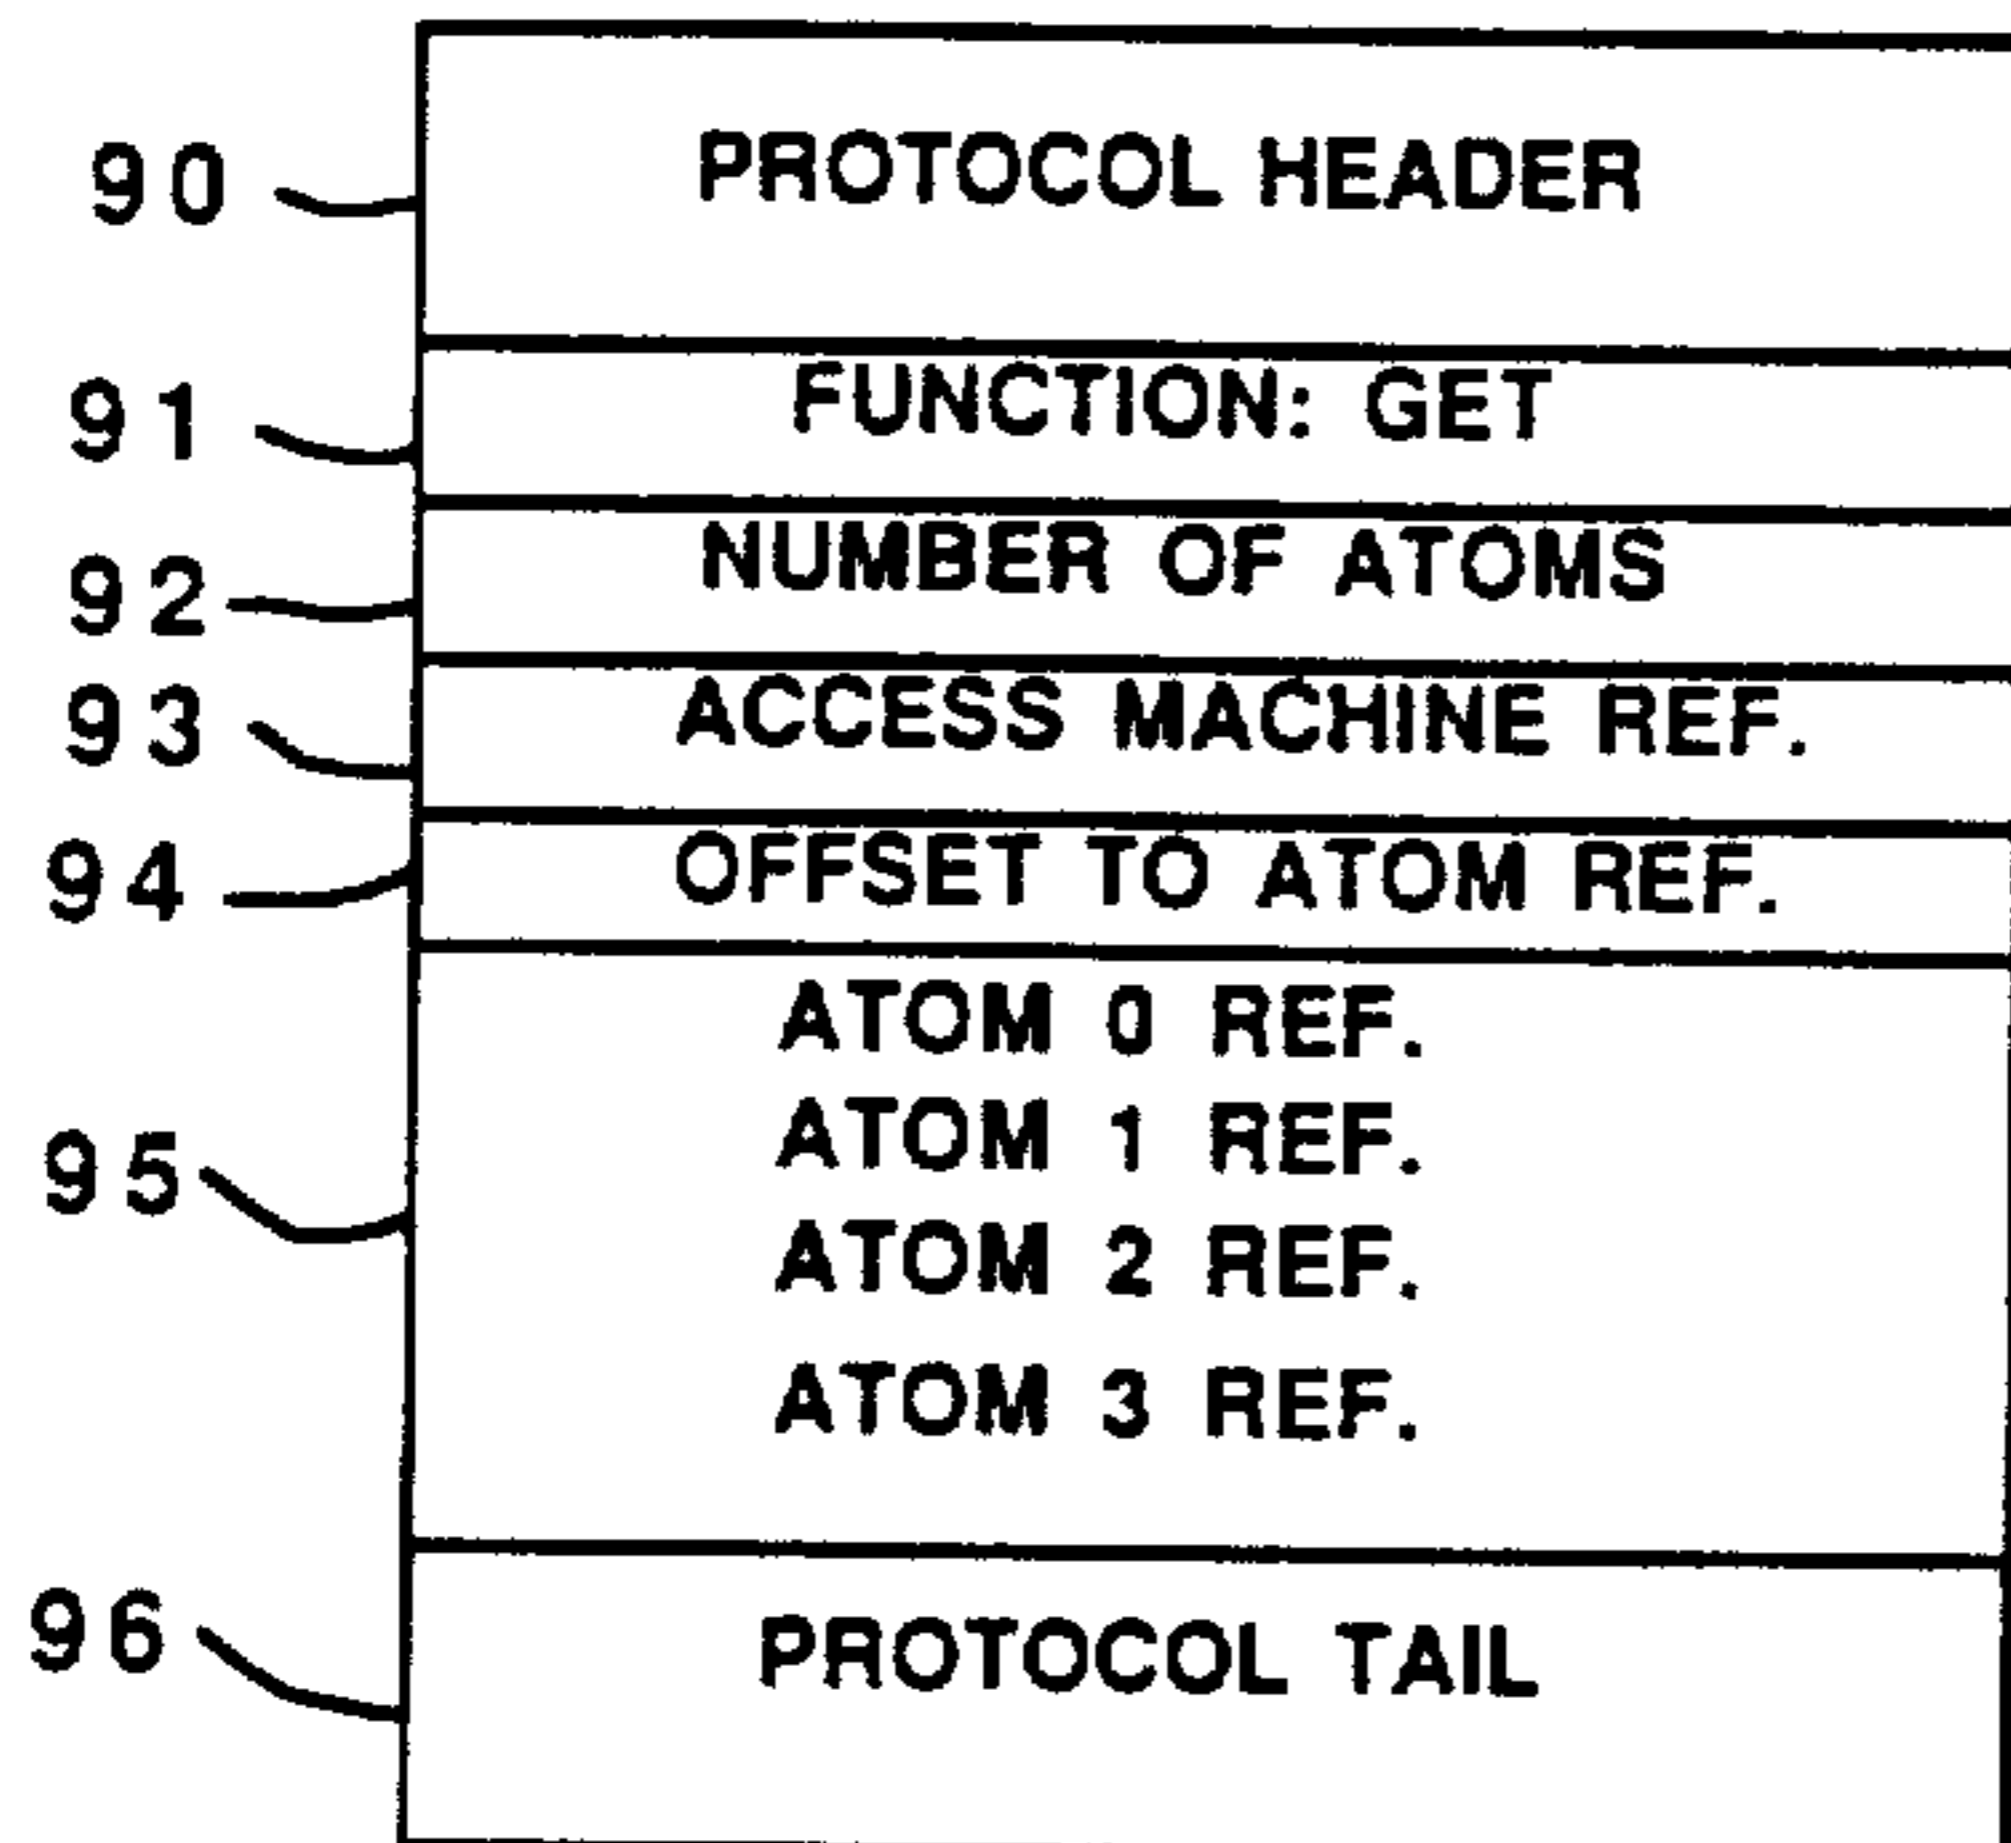 90 PROTOCOL HEADER
91 FUNCTION: GET
92 NUMBER OF ATOMS
93 ACCESS MACHINE REF.
94 OFFSET TO ATOM REF.
ATOM 0 REF.
95 ATOM 1 REF.
ATOM 2 REF.
ATOM 3 REF.
96 PROTOCOL TAIL